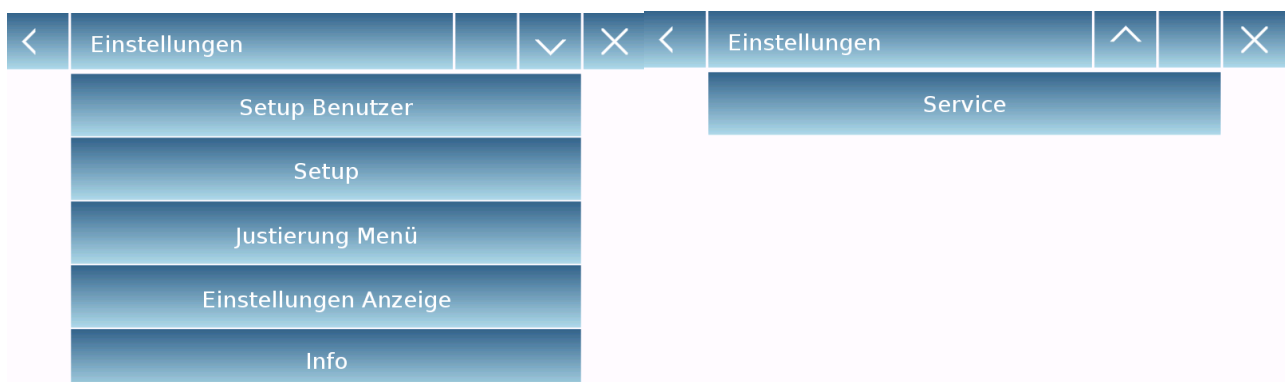 Einstellungen
Setup Benutzer
Setup
Justierung Menü
Einstellungen Anzeige
Info
Einstellungen
Service